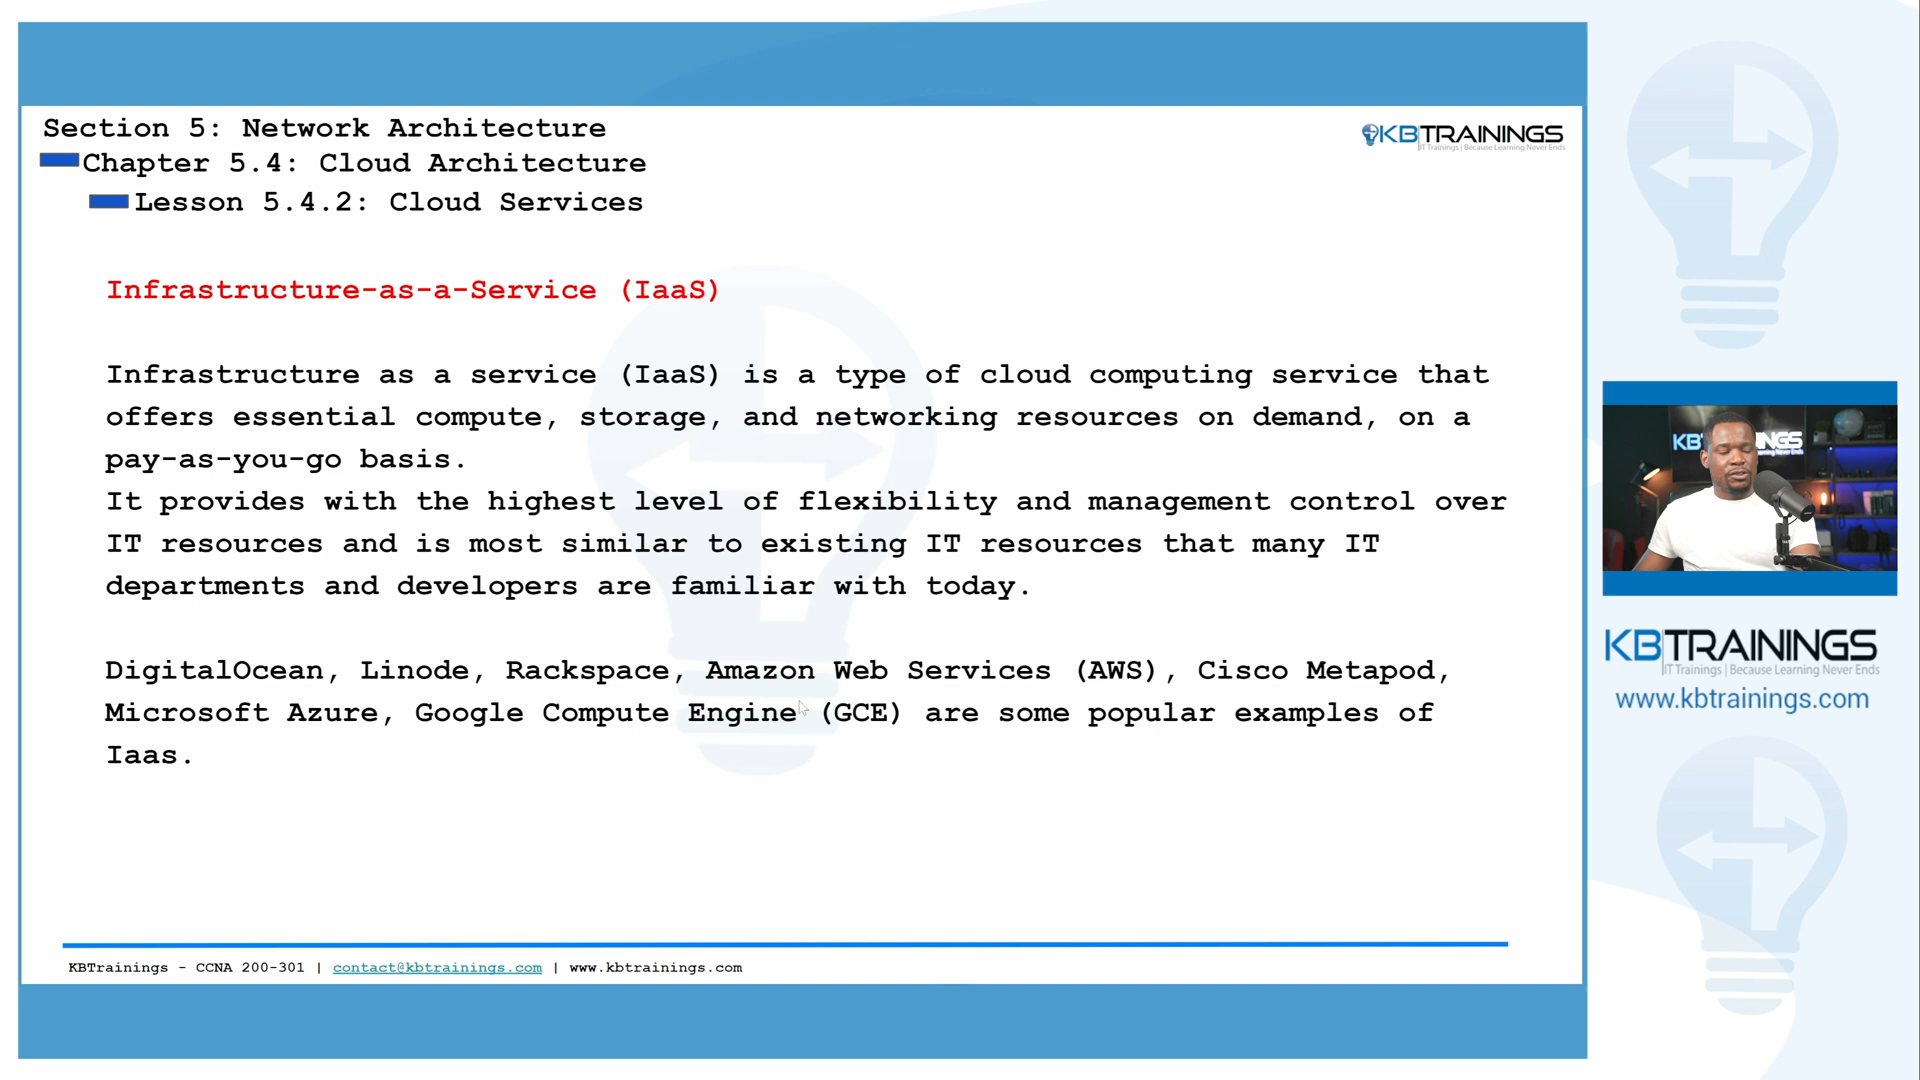 Section 5: Network Architecture
Chapter 5.4: Cloud Architecture
Lesson 5.4.2: Cloud Services
KBTRAININGS
IT Trainings | Because Learning Never Ends
Infrastructure-as-a-Service (IaaS)
Infrastructure as a service (IaaS) is a type of cloud computing service that
offers essential compute, storage, and networking resources on demand, on a
pay-as-you-go basis.
It provides with the highest level of flexibility and management control over
IT resources and is most similar to existing IT resources that many IT
departments and developers are familiar with today.
DigitalOcean, Linode, Rackspace, Amazon Web Services (AWS), Cisco Metapod,
Microsoft Azure, Google Compute Engine (GCE) are some popular examples of
Iaas.
KBTrainings - CCNA 200-301 | contact@kbtrainings.com | www.kbtrainings.com
KBTRAININGS
IT Trainings | Because Learning Never Ends
www.kbtrainings.com